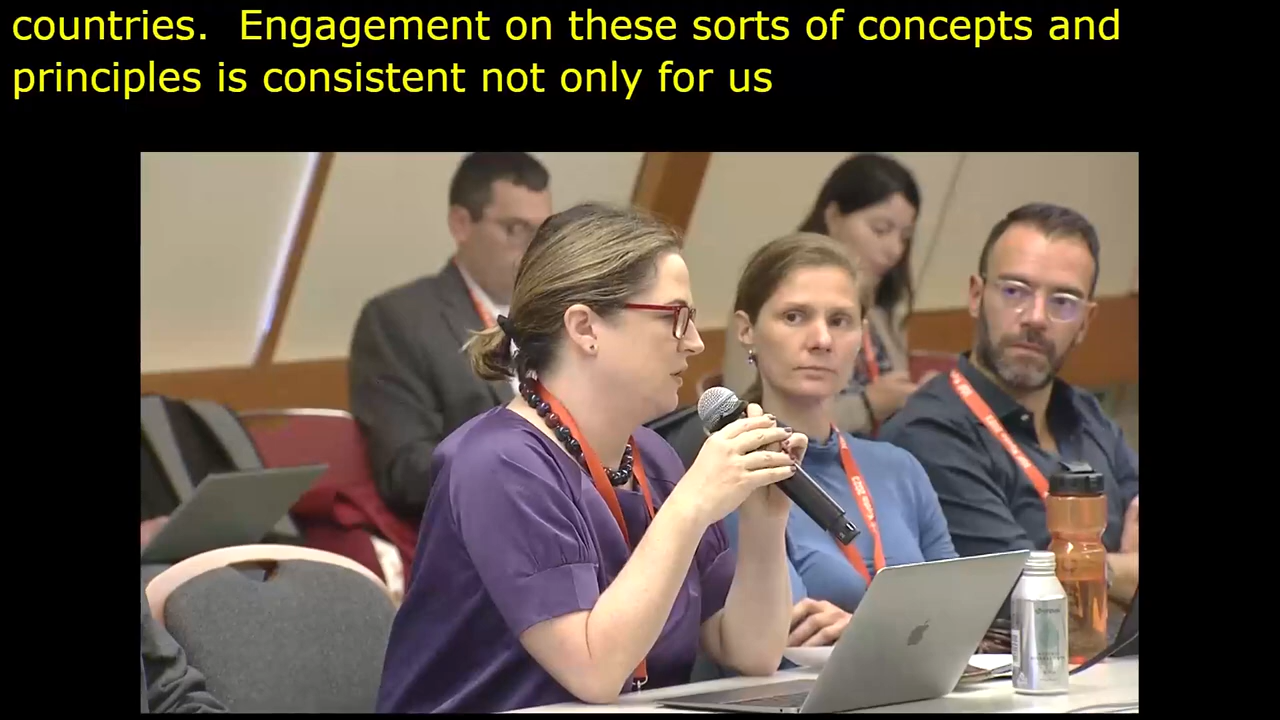 countries.  Engagement on these sorts of concepts and
principles is consistent not only for us